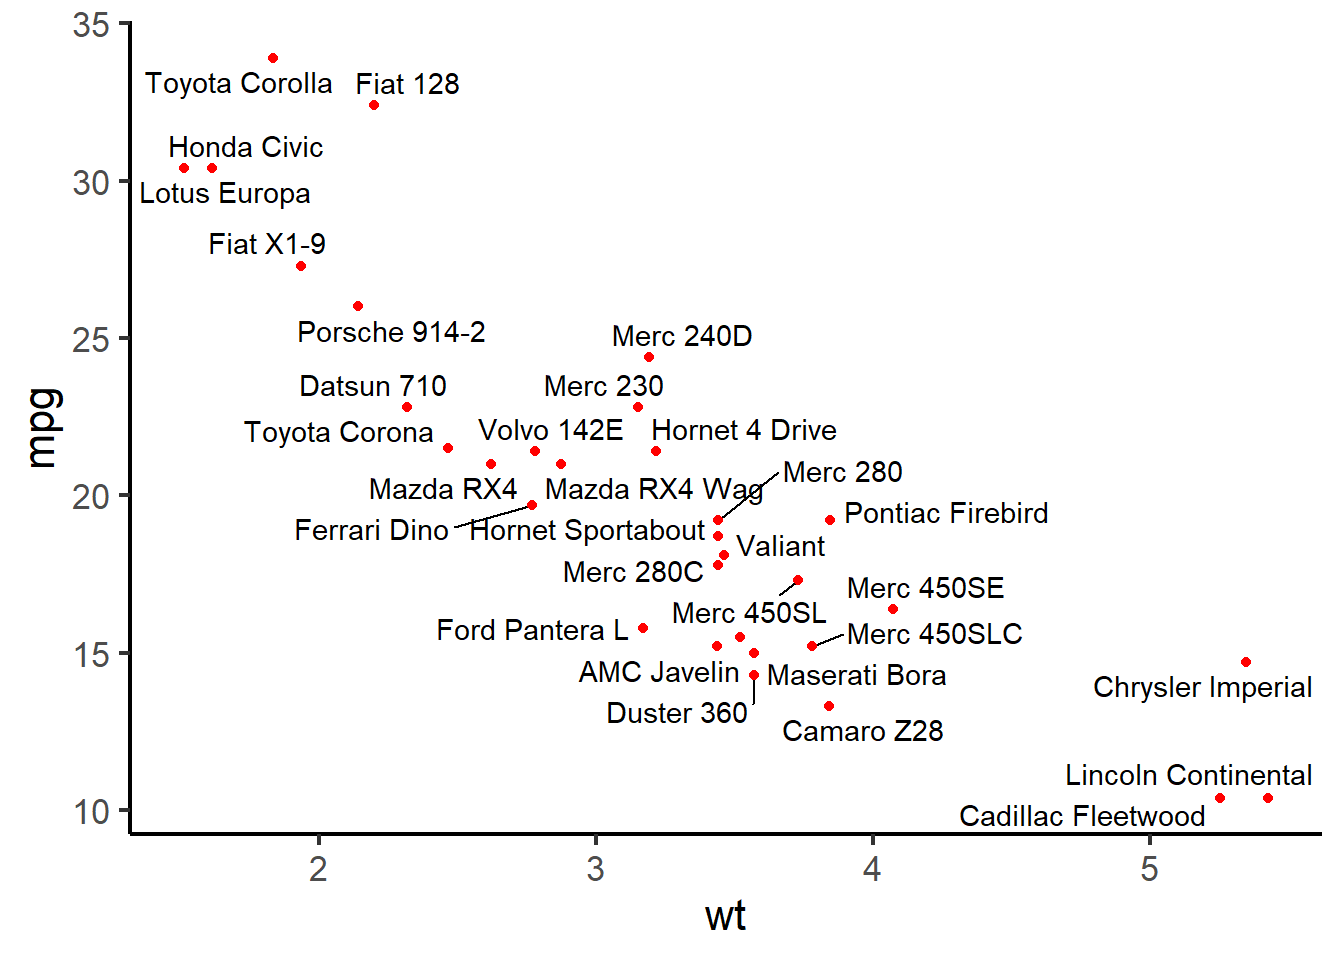 35
Toyota Corolla
Fiat 128
Honda Civic
30
Lotus Europa
Fiat X1-9
Porsche 914-2
Merc 240D
25
Datsun 710
Merc 230
mpg
Toyota Corona
Volvo 142E
Hornet 4 Drive
Merc 280
Mazda RX4
Mazda RX4 Wag
20
Pontiac Firebird
Ferrari Dino
Hornet Sportabout
Valiant
Merc 280C
Merc 450SE
Merc 450SL
Ford Pantera L
Merc 450SLC
15
AMC Javelin
Maserati Bora
Chrysler Imperial
Duster 360
Camaro Z28
Lincoln Continental
10
Cadillac Fleetwood
2
3
4
5
wt